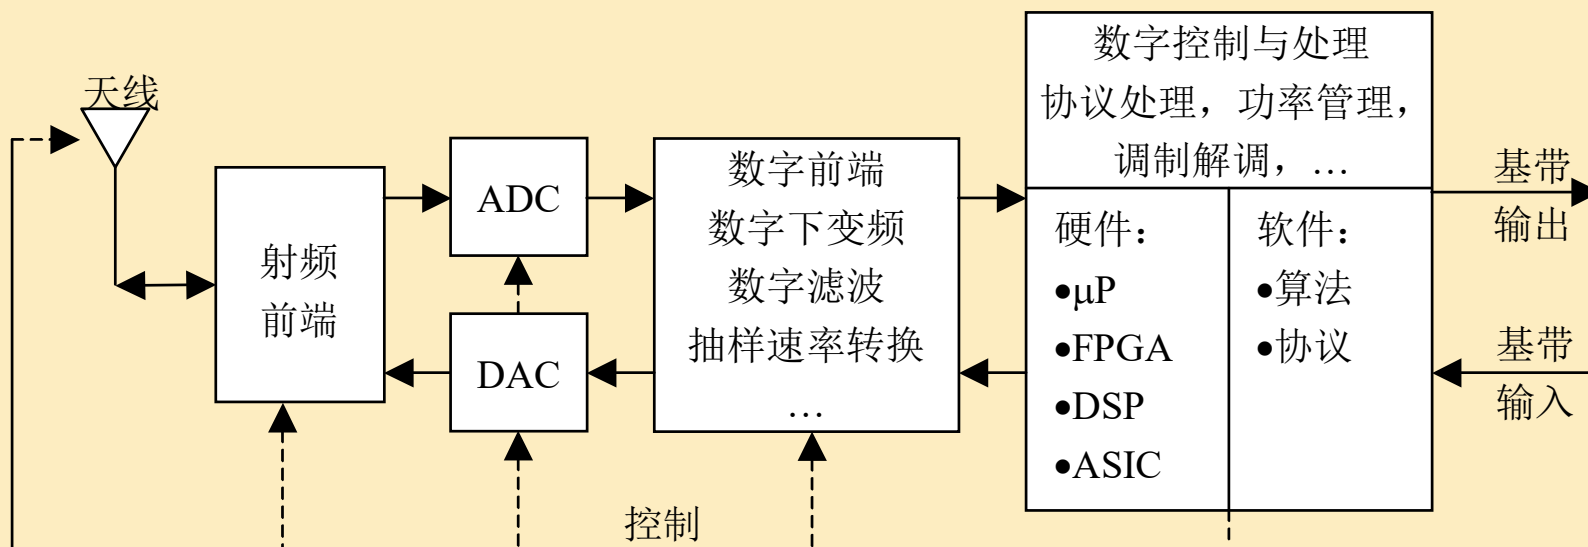 天线
射频
前端
ADC
DAC
数字前端
数字下变频
数字滤波
抽样速率转换
…
数字控制与处理
协议处理，功率管理，
调制解调，…
硬件：
•μP
•FPGA
•DSP
•ASIC
软件：
•算法
•协议
基带
输出
基带
输入
控制